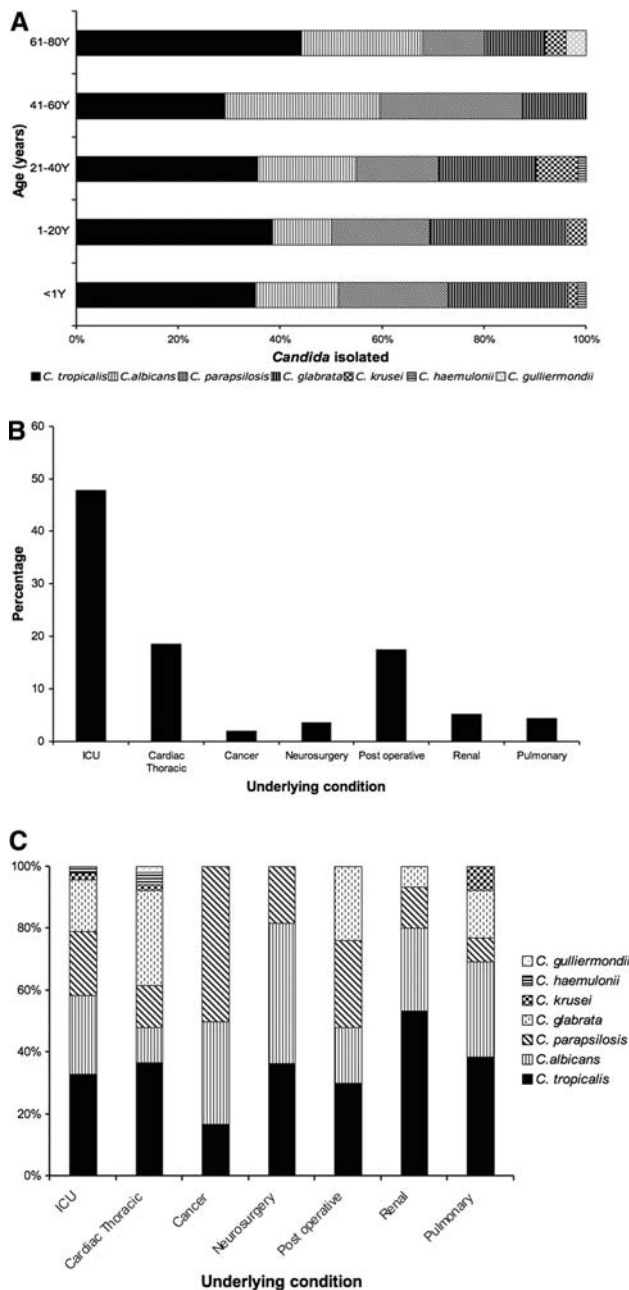 A
61-80Y
41-60Y
21-40Y
1-20Y
<1Y
Age (years)
0% 20% 40% 60% 80% 100%
Candida isolated
C. tropicalis C.albicans C. parapsilosis C. glabrata C. krusei C. haemulonii C. gulliermondii
B
60
50
40
30
20
10
0
Percentage
ICU Cardiac Thoracic Cancer Neurosurgery Post operative Renal Pulmonary
Underlying condition
C
100%
80%
60%
40%
20%
0%
C. gulliermondii
C. haemulonii
C. krusei
C. glabrata
C. parapsilosis
C.albicans
C. tropicalis
ICU Cardiac Thoracic Cancer Neurosurgery Post operative Renal Pulmonary
Underlying condition